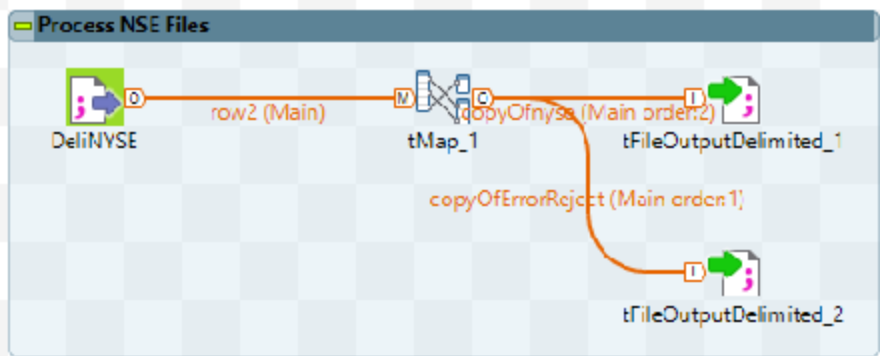 Process NSE Files
O
row2 (Main)
M
O
copyOfnyse (Main order:2)
I
DeliNYSE
tMap_1
tFileOutputDelimited_1
copyOfErrorReject (Main order:1)
I
tFileOutputDelimited_2